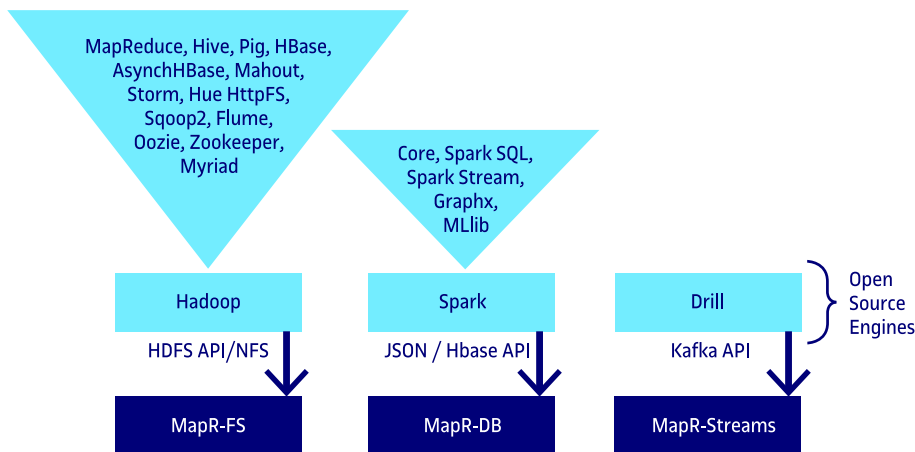 MapReduce, Hive, Pig, HBase,
AsynchHBase, Mahout,
Storm, Hue HttpFS,
Sqoop2, Flume,
Oozie, Zookeeper,
Myriad
Core, Spark SQL,
Spark Stream,
Graphx,
MLlib
Hadoop
Spark
Drill
Open
Source
Engines
HDFS API/NFS
JSON / Hbase API
Kafka API
MapR-FS
MapR-DB
MapR-Streams